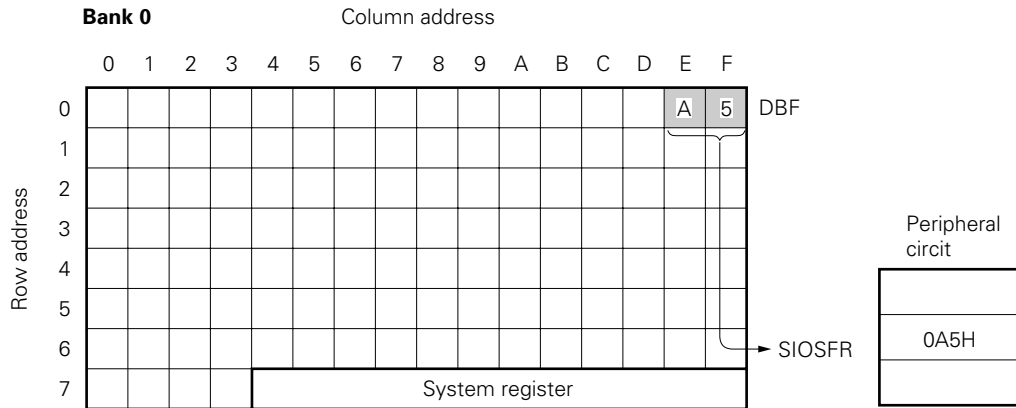 Bank 0 Column address
0 1 2 3 4 5 6 7 8 9 A B C D E F
0 A 5 DBF
1
2
3
4
5
6
7
Row address
System register
SIOSFR
Peripheral
circit
0A5H